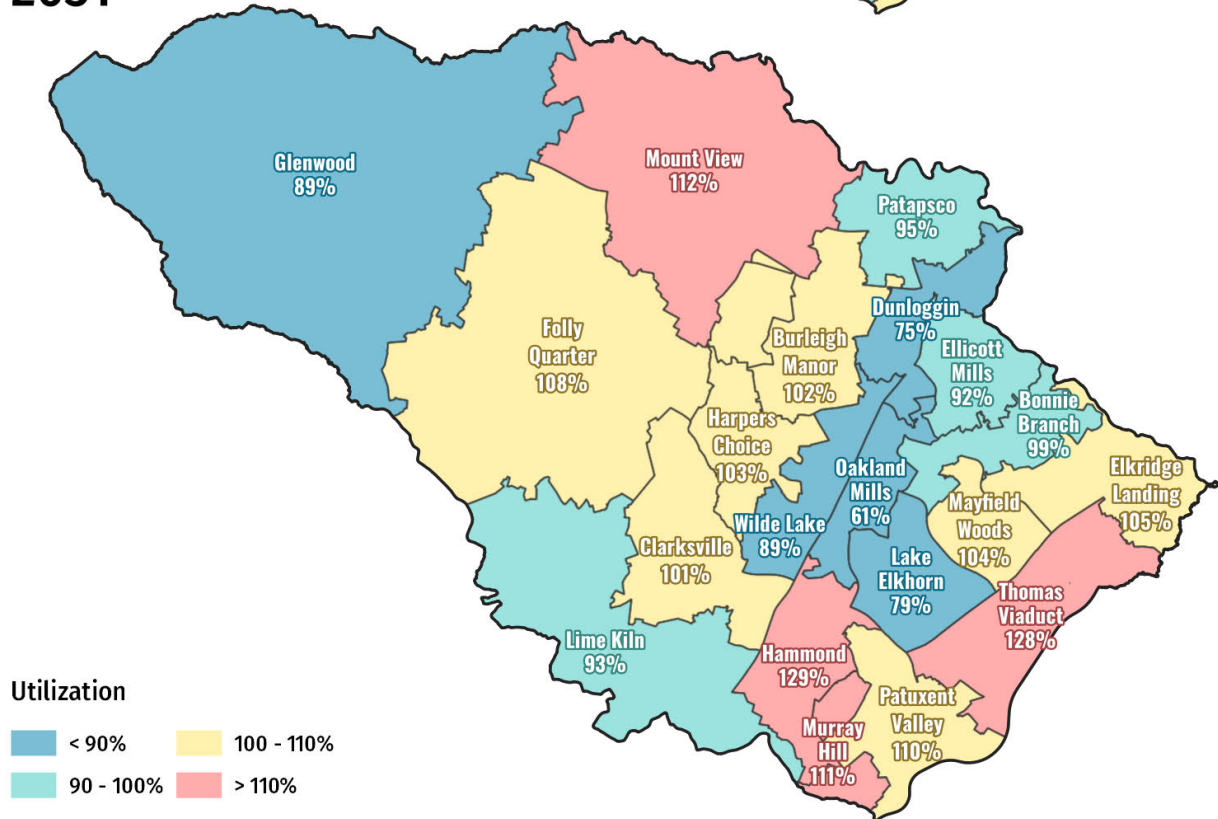 Glenwood
89%
Mount View
112%
Patapsco
95%
Dunloggin
75%
Folly
Quarter
108%
Burleigh
Manor
102%
Ellicott
Mills
92%
Bonnie
Branch
99%
Harpers
Choice
103%
Oakland
Mills
61%
Elkridge
Landing
105%
Mayfield
Woods
104%
Wilde Lake
89%
Clarksville
101%
Lake
Elkhorn
79%
Thomas
Viaduct
128%
Lime Kiln
93%
Hammond
129%
Patuxent
Valley
110%
Murray
Hill
111%
Utilization
< 90%
100 - 110%
90 - 100%
> 110%